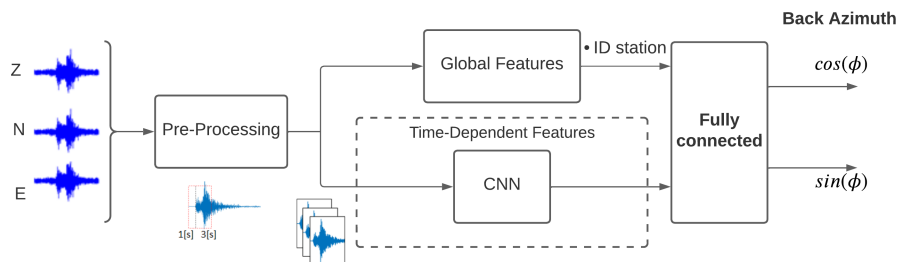 Back Azimuth
Z
N
E
Pre-Processing
1[s] 3[s]
Global Features
• ID station
Time-Dependent Features
CNN
Fully
connected
cos(ϕ)
sin(ϕ)